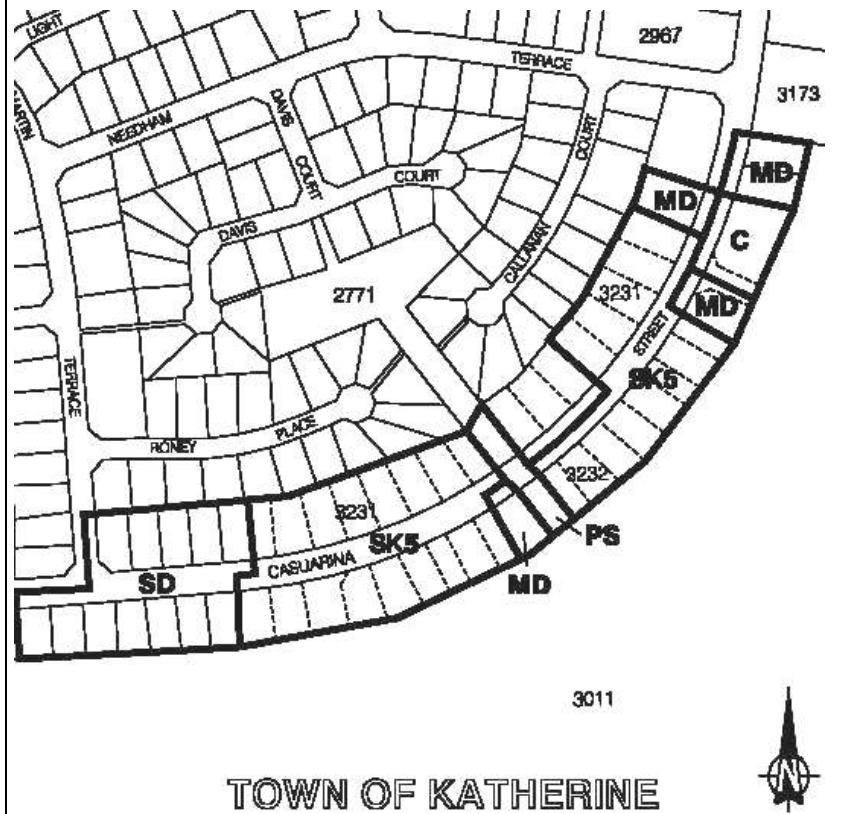 LIGHT
2967
TERRACE
3173
MARTIN
DAVIS
NEEDHAM
COURT
MD
COURT
COURT
MD
DAVIS
C
CALLANAN
2771
3231
MD
STREET
TERRACE
SK5
RONEY
PLACE
3232
3231
SK5
PS
CASUARINA
SD
MD
3011
TOWN OF KATHERINE
N